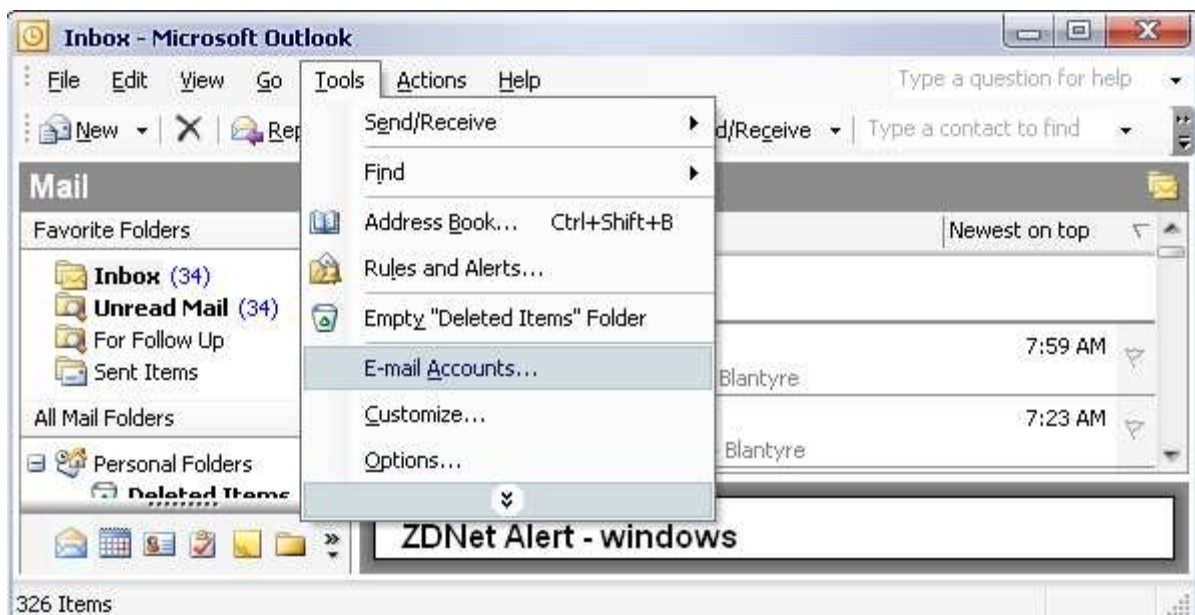 Inbox - Microsoft Outlook
File Edit View Go Tools Actions Help Type a question for help
New Rep d/Receive Type a contact to find
Send/Receive
Find
Address Book... Ctrl+Shift+B
Rules and Alerts...
Empty "Deleted Items" Folder
E-mail Accounts...
Customize...
Options...
Mail
Favorite Folders
Inbox (34)
Unread Mail (34)
For Follow Up
Sent Items
All Mail Folders
Personal Folders
Deleted Items
Newest on top
7:59 AM
Blantyre
7:23 AM
Blantyre
ZDNet Alert - windows
326 Items